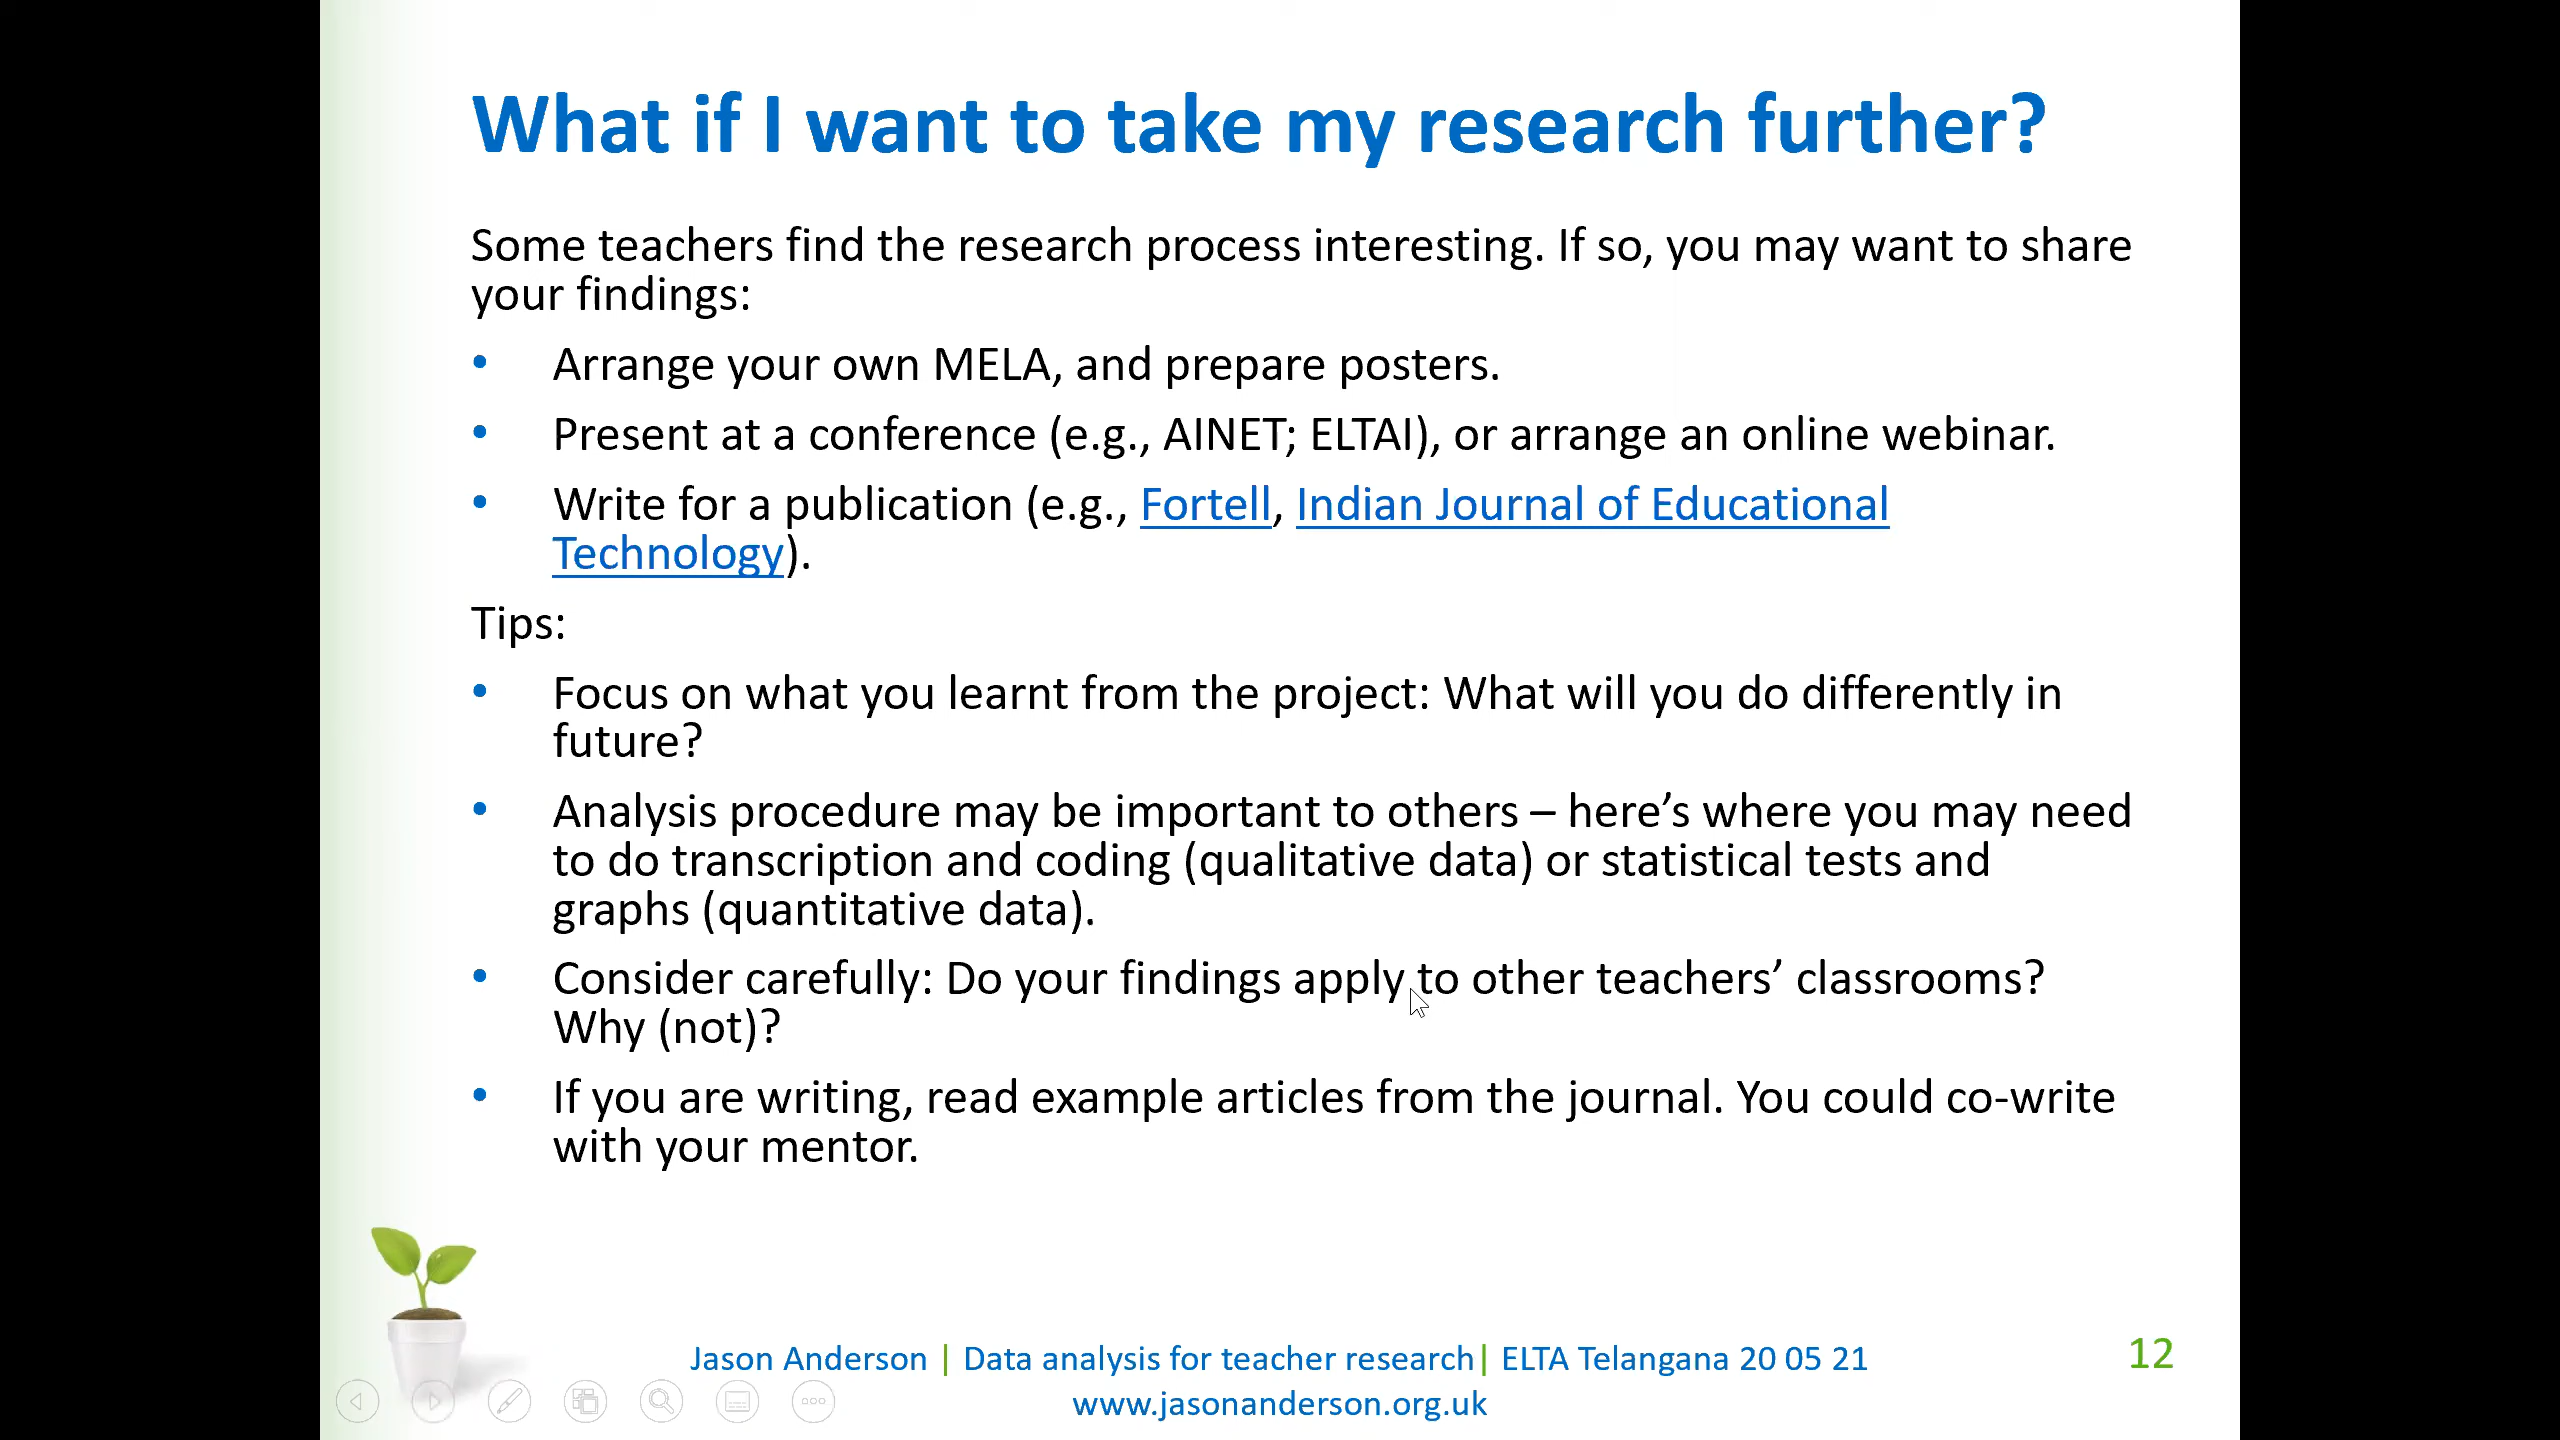 What if I want to take my research further?
Some teachers find the research process interesting. If so, you may want to share
your findings:
• Arrange your own MELA, and prepare posters.
• Present at a conference (e.g., AINET; ELTAI), or arrange an online webinar.
• Write for a publication (e.g., Fortell, Indian Journal of Educational
Technology).
Tips:
• Focus on what you learnt from the project: What will you do differently in
future?
• Analysis procedure may be important to others – here’s where you may need
to do transcription and coding (qualitative data) or statistical tests and
graphs (quantitative data).
• Consider carefully: Do your findings apply to other teachers’ classrooms?
Why (not)?
• If you are writing, read example articles from the journal. You could co-write
with your mentor.
Jason Anderson | Data analysis for teacher research| ELTA Telangana 20 05 21
www.jasonanderson.org.uk
12